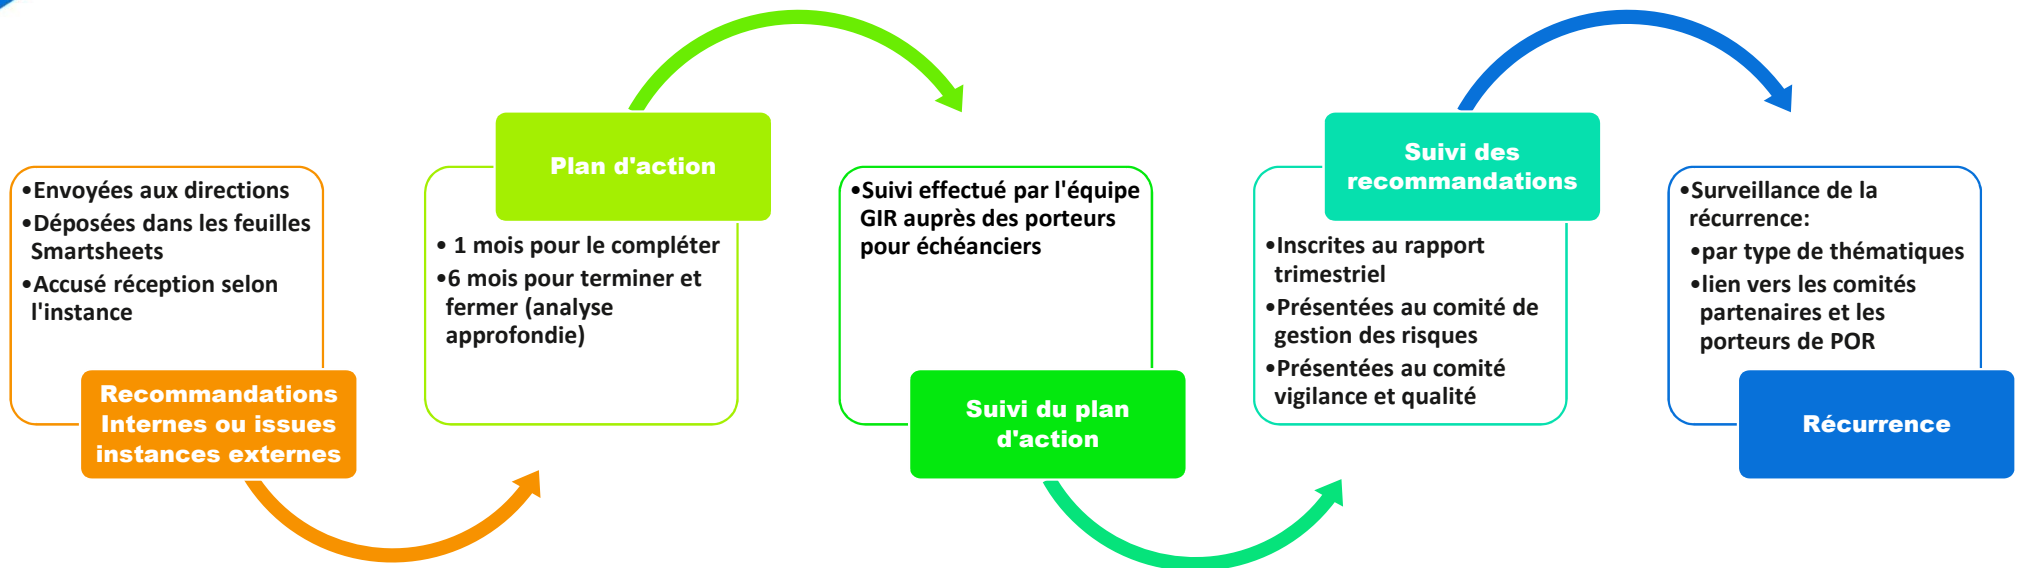 •Envoyées aux directions
•Déposées dans les feuilles
Smartsheets
•Accusé réception selon
l'instance
Recommandations
Internes ou issues
instances externes
Plan d'action
• 1 mois pour le compléter
•6 mois pour terminer et
fermer (analyse
approfondie)
•Suivi effectué par l'équipe
GIR auprès des porteurs
pour échéanciers
Suivi du plan
d'action
Suivi des
recommandations
•Inscrites au rapport
trimestriel
•Présentées au comité de
gestion des risques
•Présentées au comité
vigilance et qualité
•Surveillance de la
récurrence:
•par type de thématiques
•lien vers les comités
partenaires et les
porteurs de POR
Récurrence